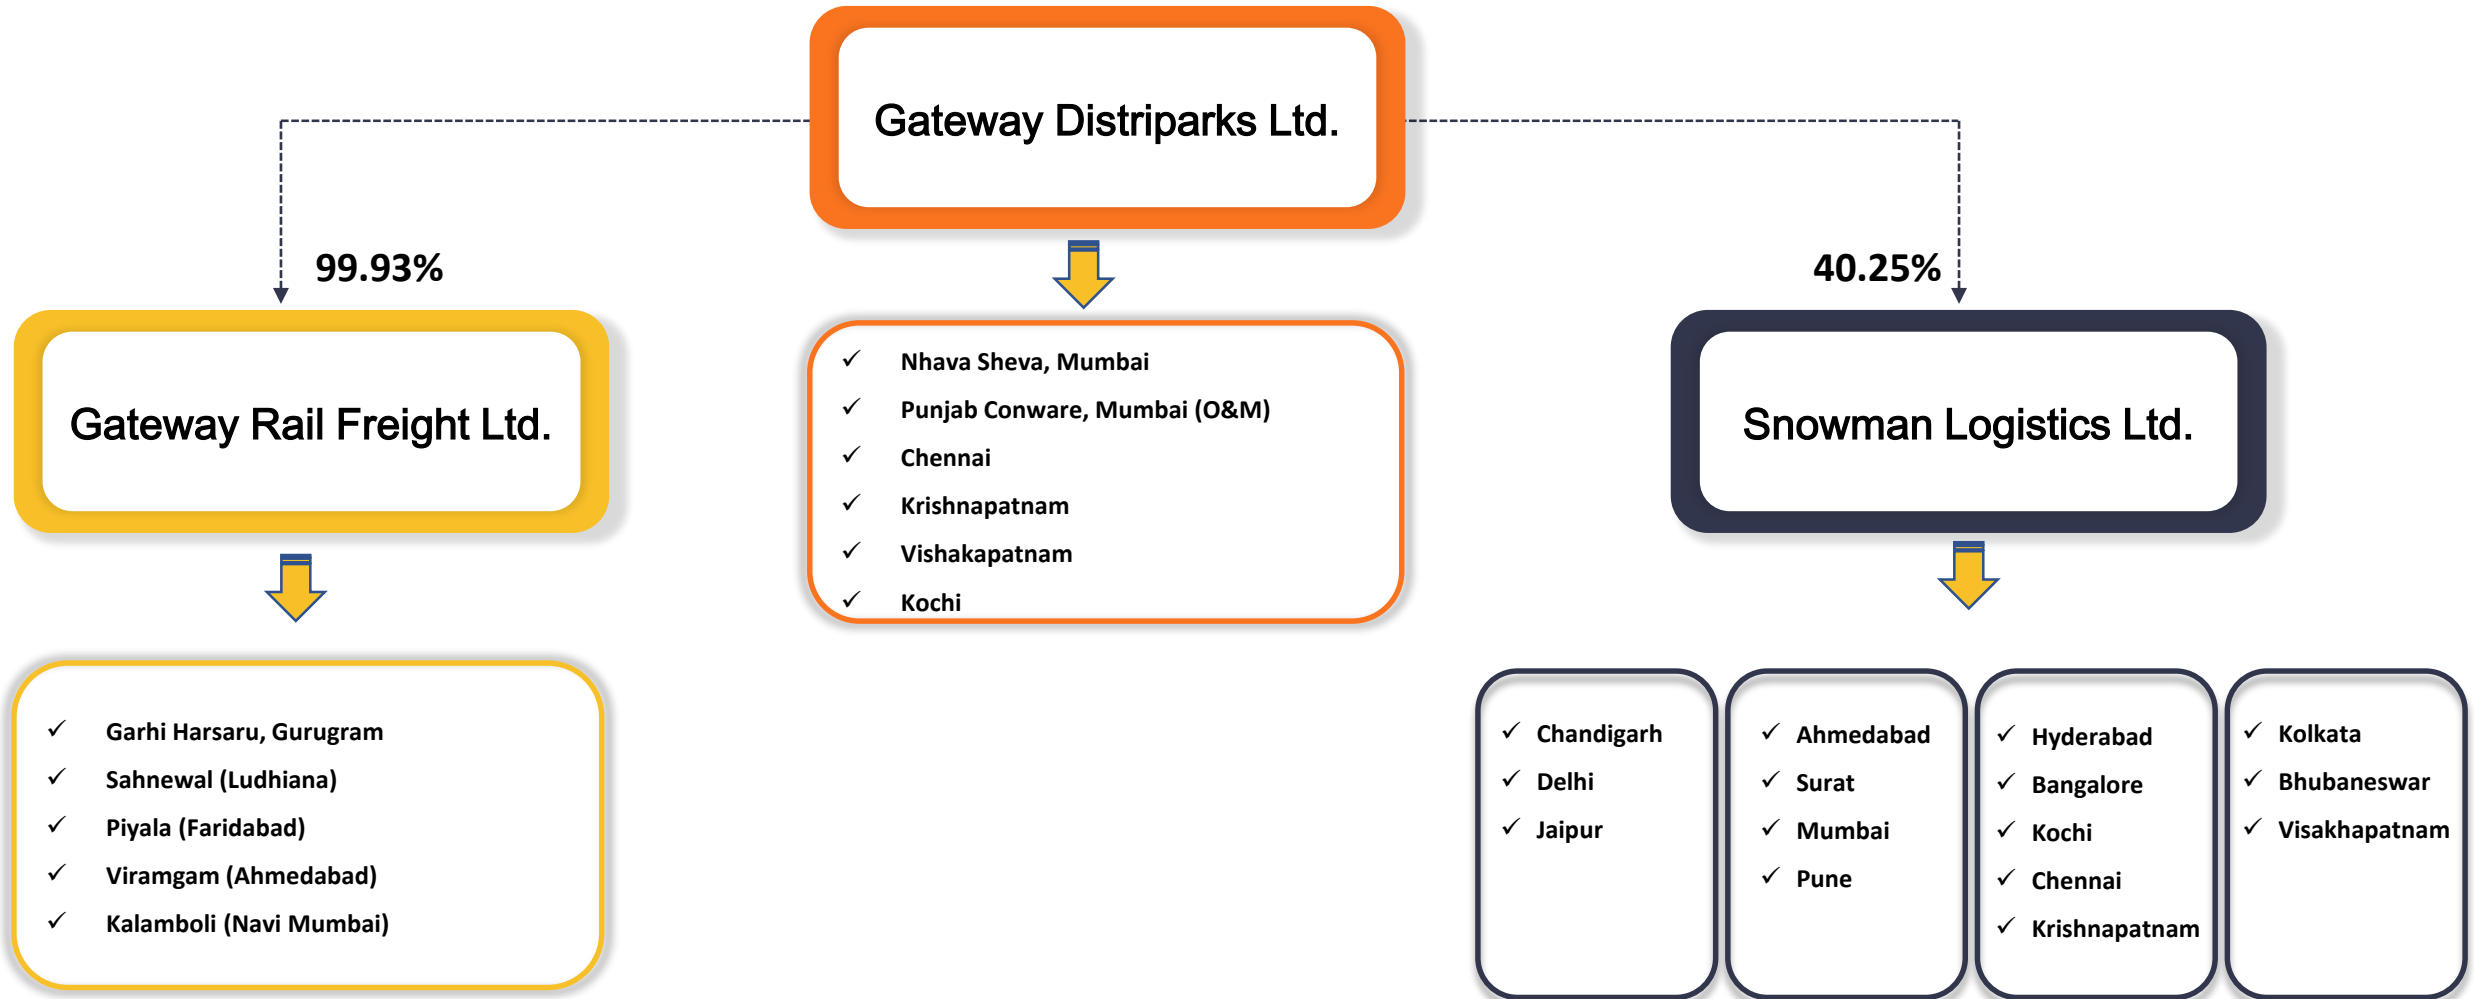 Gateway Distriparks Ltd.
99.93%
40.25%
Gateway Rail Freight Ltd.
Nhava Sheva, Mumbai
Punjab Conware, Mumbai (O&M)
Chennai
Krishnapatnam
Vishakapatnam
Kochi
Snowman Logistics Ltd.
Garhi Harsaru, Gurugram
Sahnewal (Ludhiana)
Piyala (Faridabad)
Viramgam (Ahmedabad)
Kalamboli (Navi Mumbai)
Chandigarh
Delhi
Jaipur
Ahmedabad
Surat
Mumbai
Pune
Hyderabad
Bangalore
Kochi
Chennai
Krishnapatnam
Kolkata
Bhubaneswar
Visakhapatnam